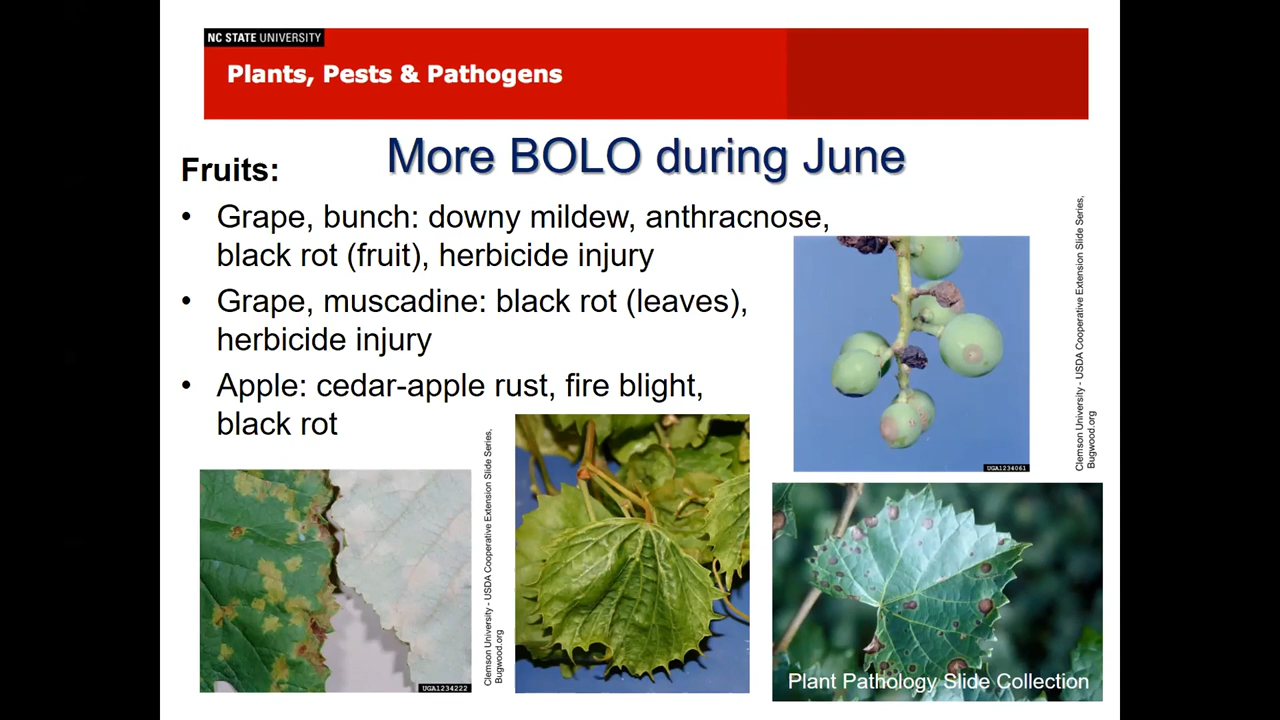 NC STATE UNIVERSITY
Plants, Pests & Pathogens
More BOLO during June
Fruits:
• Grape, bunch: downy mildew, anthracnose,
black rot (fruit), herbicide injury
• Grape, muscadine: black rot (leaves),
herbicide injury
• Apple: cedar-apple rust, fire blight,
black rot
Clemson University - USDA Cooperative Extension Slide Series,
Bugwood.org
UGA1234061
UGA1234222
Clemson University - USDA Cooperative Extension Slide Series,
Bugwood.org
Plant Pathology Slide Collection